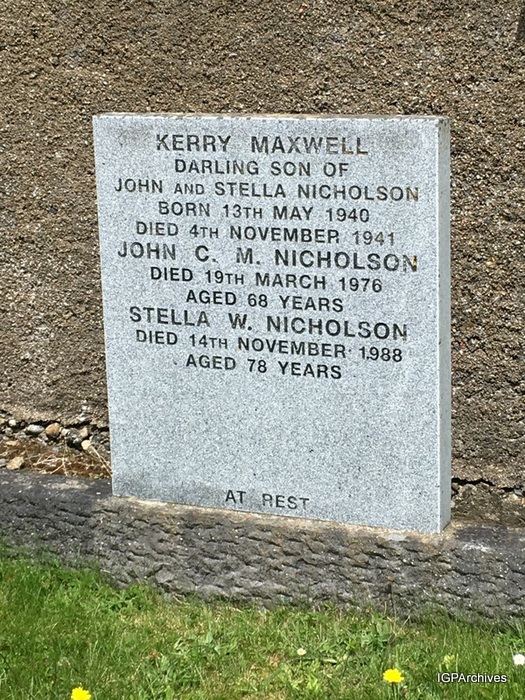 KERRY MAXWELL
DARLING SON OF
JOHN AND STELLA NICHOLSON
BORN 13TH MAY 1940
DIED 4TH NOVEMBER 1941
JOHN C. M. NICHOLSON
DIED 19TH MARCH 1976
AGED 68 YEARS
STELLA W. NICHOLSON
DIED 14TH NOVEMBER 1988
AGED 78 YEARS
AT REST
IGPArchives